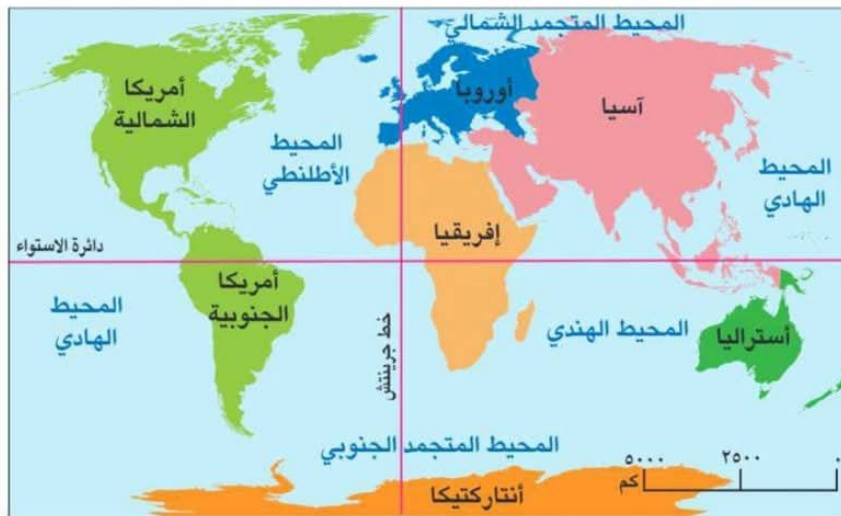 المحيط المتجمد الشمالي
أمريكا
الشمالية
أوروبا
آسيا
المحيط
الأطلنطي
المحيط
الهادي
إفريقيا
دائرة الاستواء
أمريكا
الجنوبية
المحيط
الهادي
خط جرينتش
المحيط الهندي
أستراليا
المحيط المتجمد الجنوبي
٥٠٠٠ ٢٥٠٠ ٠
كم
أنتاركتيكا